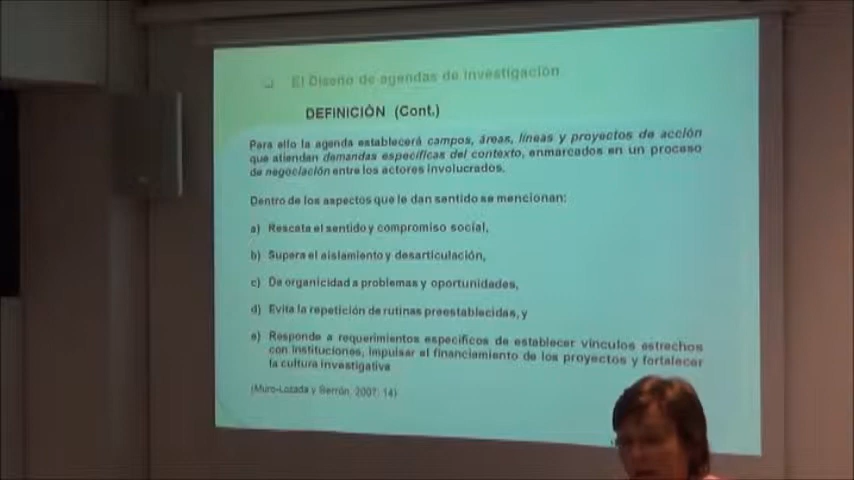 El Diseño de agendas de investigación
DEFINICIÓN (Cont.)
Para ello la agenda establecerá campos, áreas, líneas y proyectos de acción
que atiendan demandas específicas del contexto, enmarcados en un proceso
de negociación entre los actores involucrados.
Dentro de los aspectos que le dan sentido se mencionan:
a) Rescata el sentido y compromiso social,
b) Supera el aislamiento y desarticulación,
c) Da organicidad a problemas y oportunidades,
d) Evita la repetición de rutinas preestablecidas, y
e) Responde a requerimientos específicos de establecer vínculos estrechos
con instituciones, impulsar el financiamiento de los proyectos y fortalecer
la cultura investigativa
(Muro-Lozada y Serrón, 2007: 14)